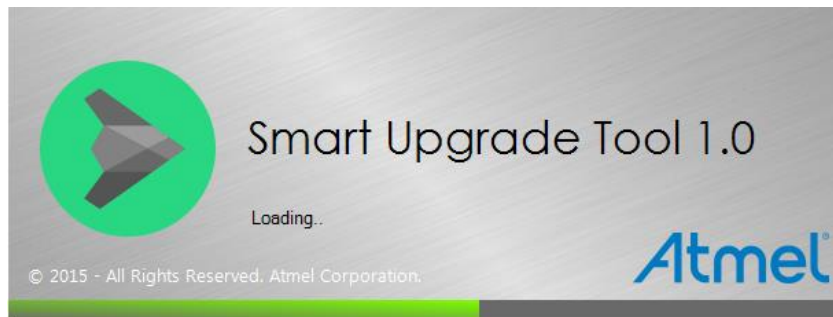 Smart Upgrade Tool 1.0
Loading..
Atmel®
© 2015 - All Rights Reserved. Atmel Corporation.